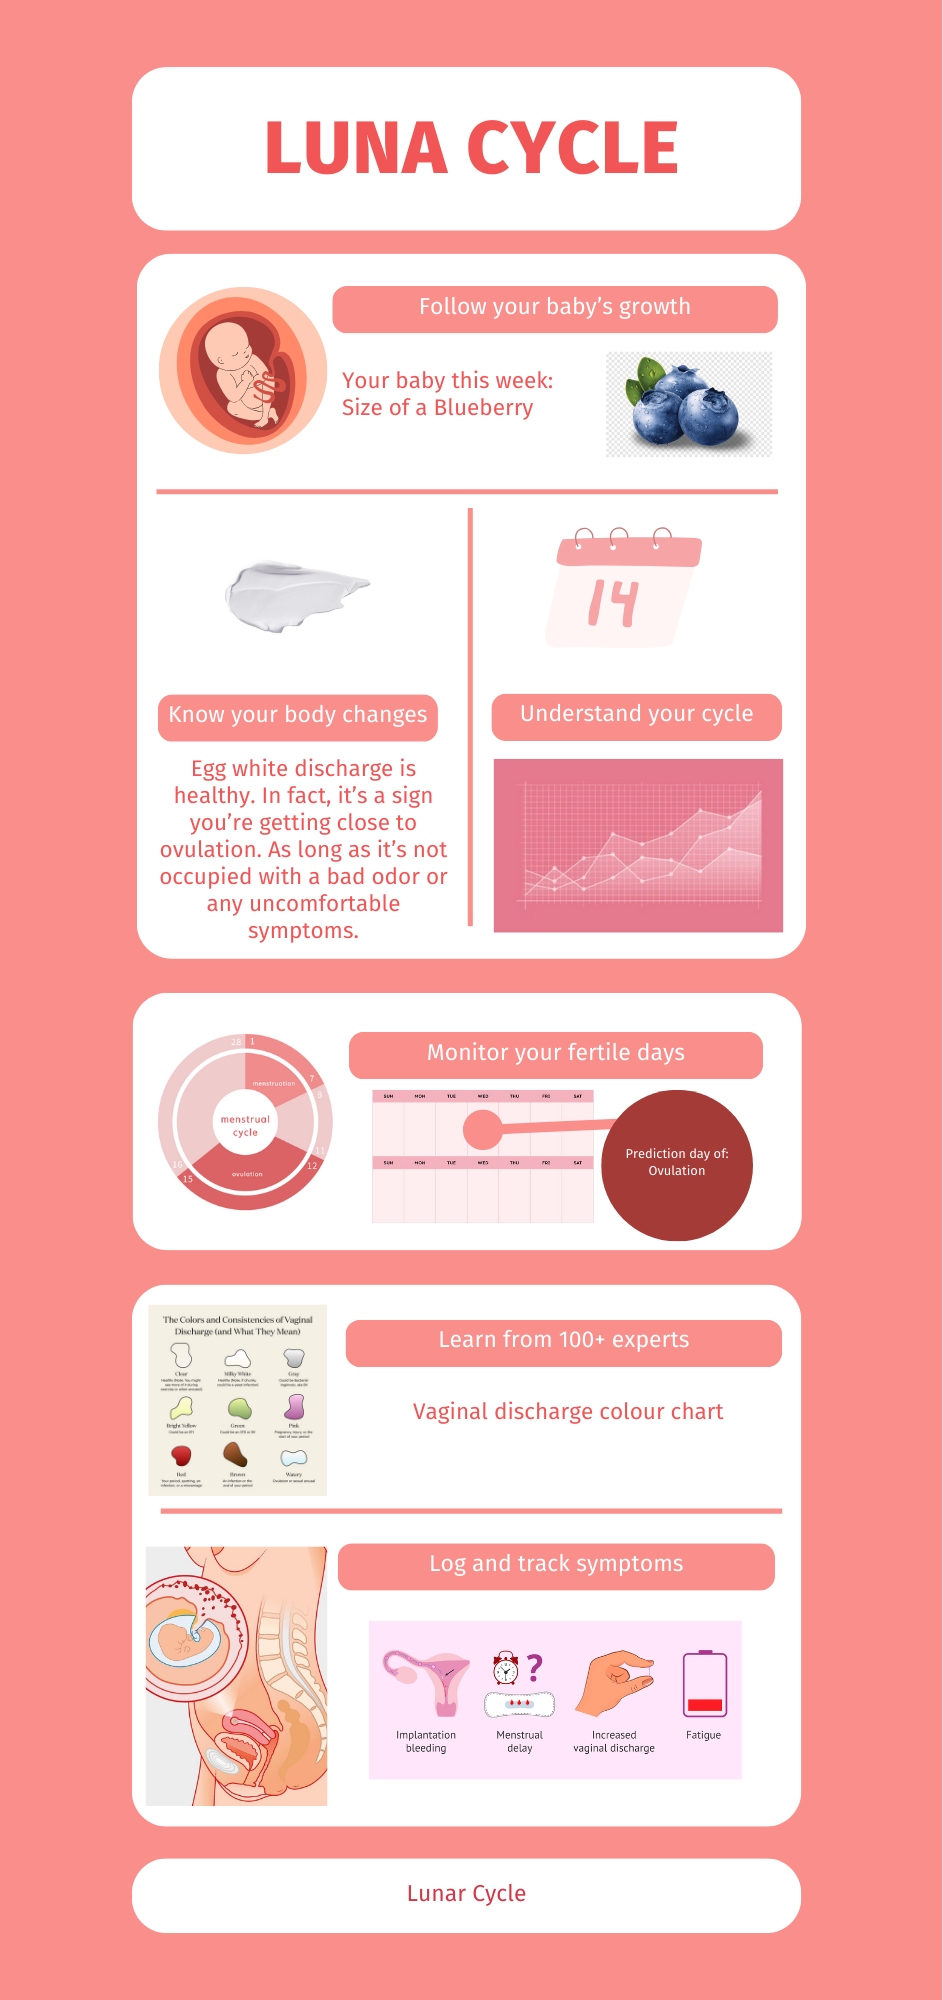 LUNA CYCLE
Follow your baby's growth
Your baby this week:
Size of a Blueberry
14
Know your body changes
Understand your cycle
Egg white discharge is
healthy. In fact, it's a sign
you're getting close to
ovulation. As long as it's not
occupied with a bad odor or
any uncomfortable
symptoms.
Monitor your fertile days
28 1
menstruation 7
8
menstrual
cycle
11
12
16
15
ovulation
SUN MON TUE WED THU FRI SAT
SUN MON TUE WED THU FRI SAT
Prediction day of:
Ovulation
The Colors and Consistencies of Vaginal
Discharge (and What They Mean)
Clear Milky White Gray
Bright Yellow Green Pink
Red Brown Watery
Learn from 100+ experts
Vaginal discharge colour chart
Log and track symptoms
?
Implantation
bleeding
Menstrual
delay
Increased
vaginal discharge
Fatigue
Lunar Cycle